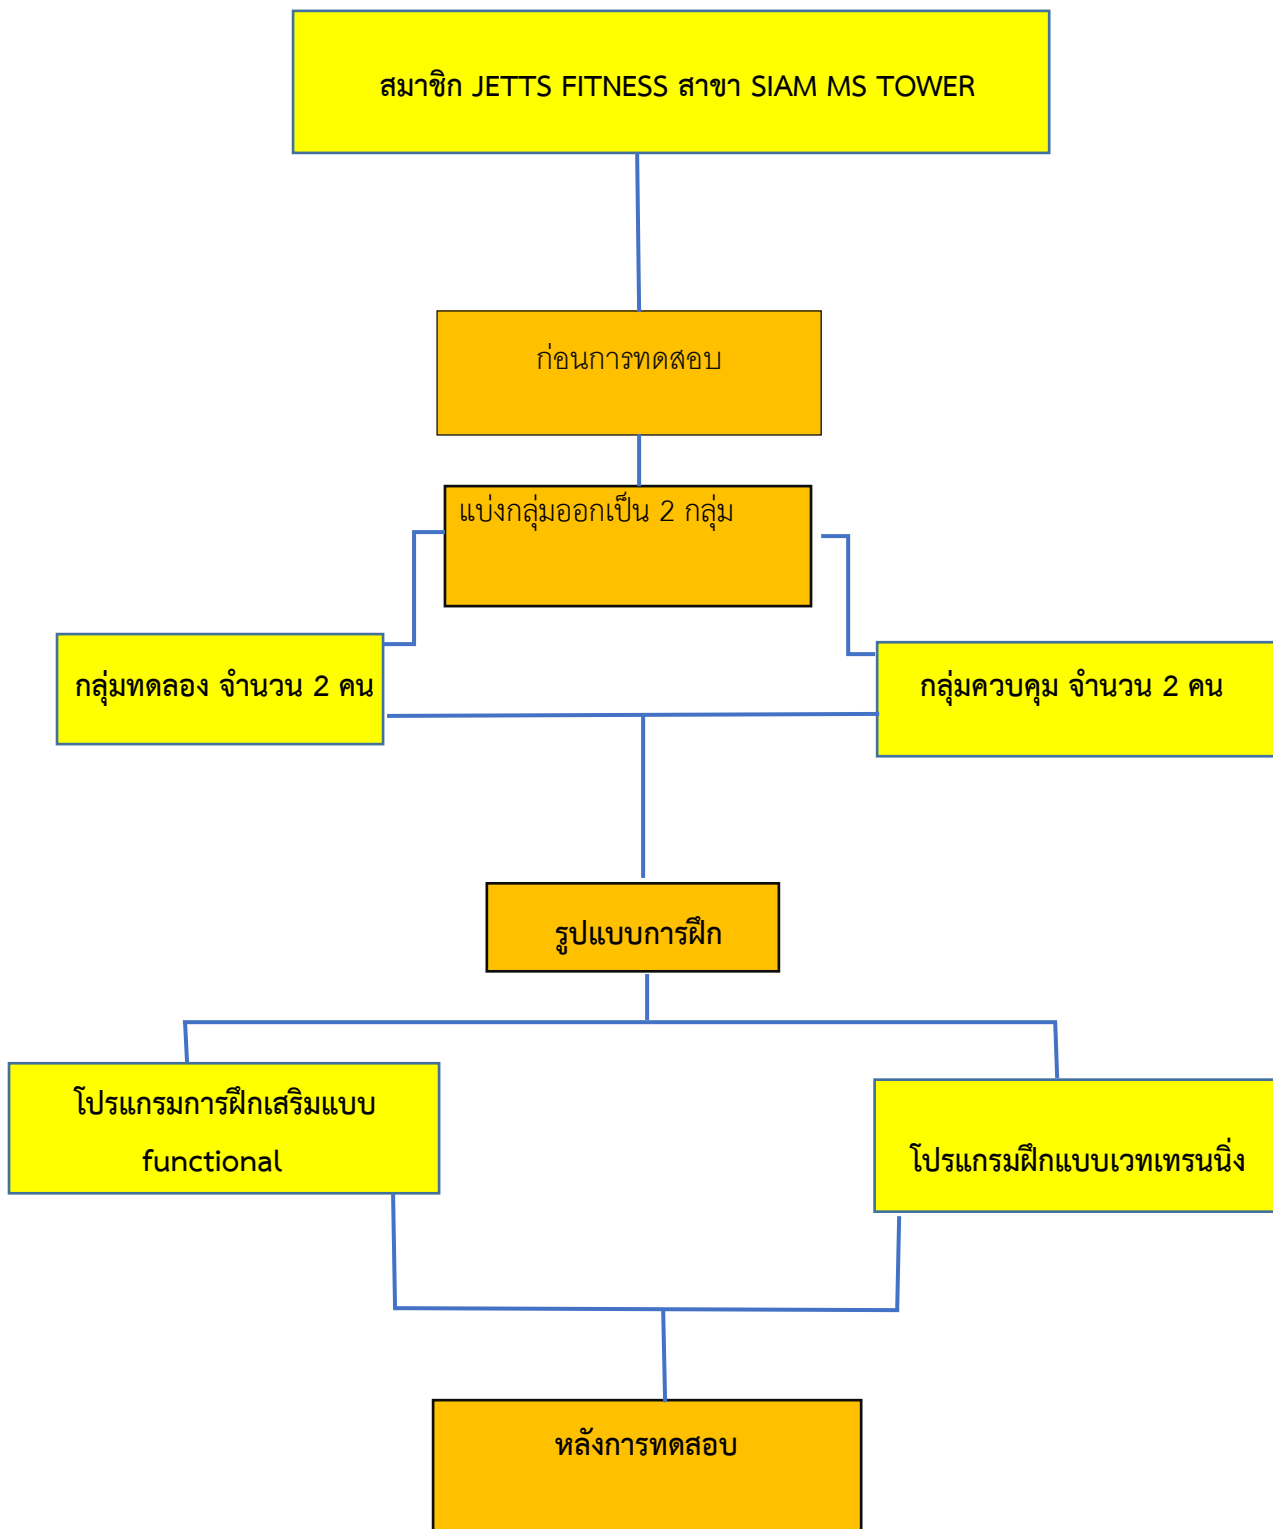 สมาชิก JETTS FITNESS สาขา SIAM MS TOWER
ก่อนการทดสอบ
แบ่งกลุ่มออกเป็น 2 กลุ่ม
กลุ่มทดลอง จำนวน 2 คน
กลุ่มควบคุม จำนวน 2 คน
รูปแบบการฝึก
โปรแกรมการฝึกเสริมแบบ
functional
โปรแกรมฝึกแบบเวทเทรนนิ่ง
หลังการทดสอบ